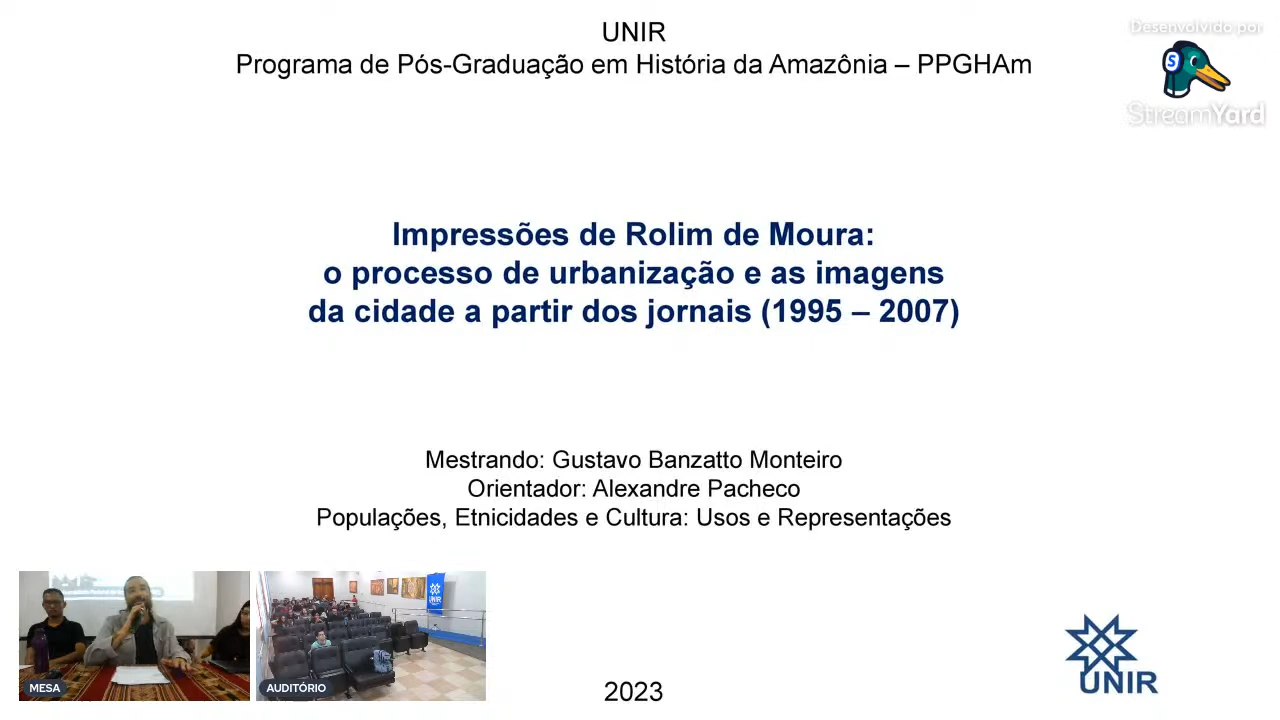 UNIR
Programa de Pós-Graduação em História da Amazônia – PPGHAm
Desenvolvido por
StreamYard
Impressões de Rolim de Moura:
o processo de urbanização e as imagens
da cidade a partir dos jornais (1995 – 2007)
Mestrando: Gustavo Banzatto Monteiro
Orientador: Alexandre Pacheco
Populações, Etnicidades e Cultura: Usos e Representações
UNIR
MESA
AUDITÓRIO
2023
UNIR